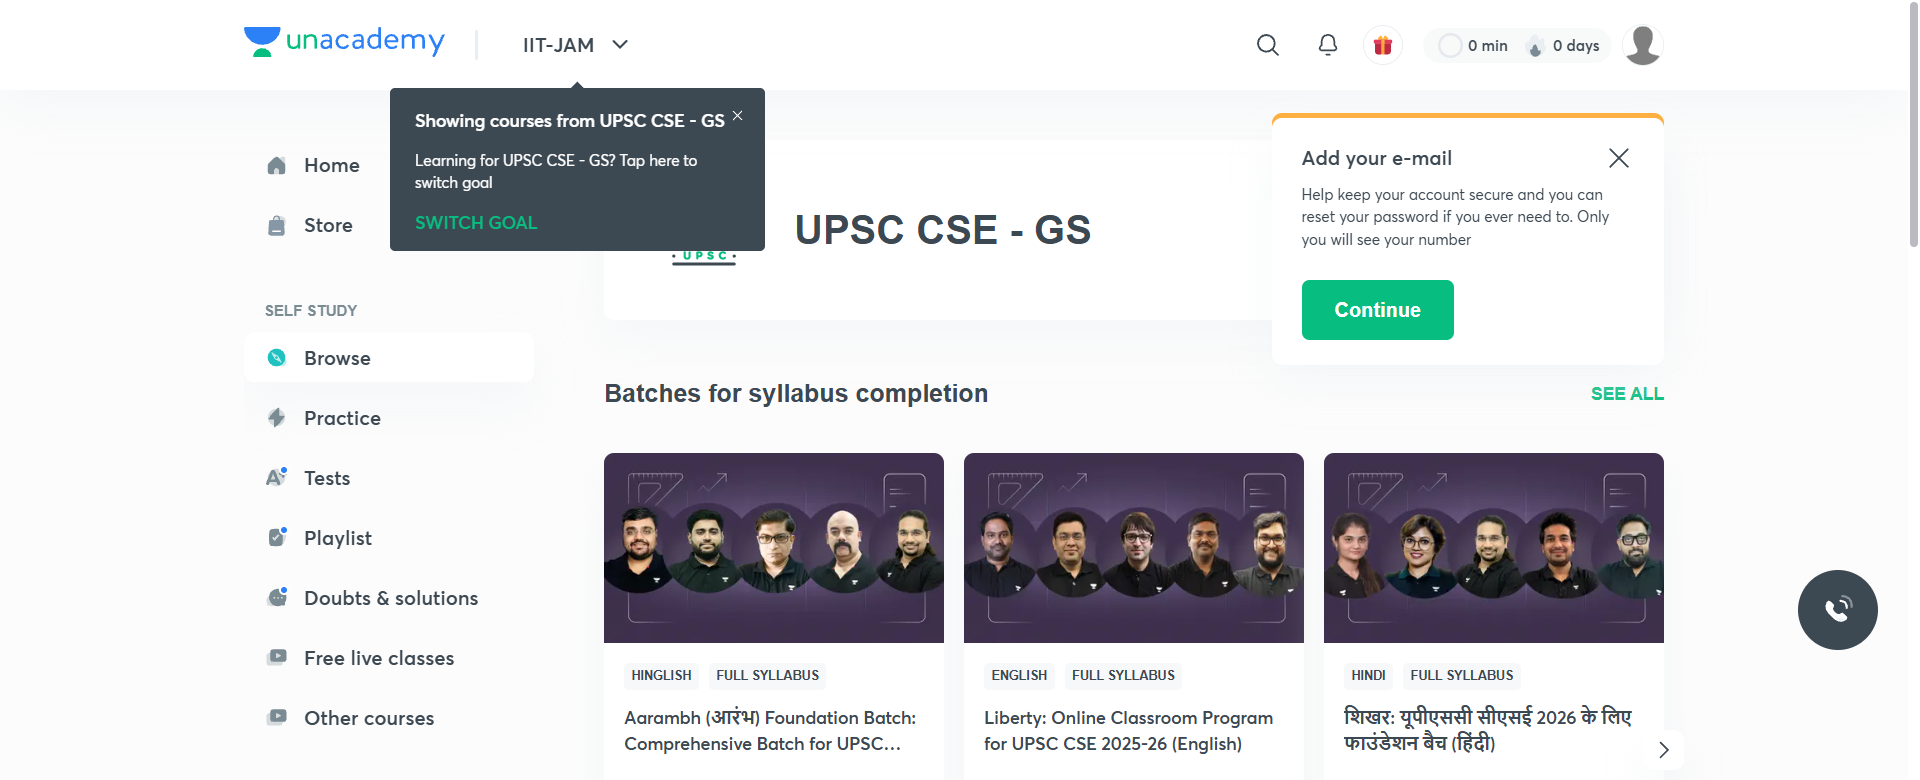 unacademy
IIT-JAM
0 min
0 days
Showing courses from UPSC CSE - GS
Learning for UPSC CSE - GS? Tap here to
switch goal
SWITCH GOAL
Home
Store
SELF STUDY
Browse
Practice
Tests
Playlist
Doubts & solutions
Free live classes
Other courses
UPSC
UPSC CSE - GS
Add your e-mail
Help keep your account secure and you can
reset your password if you ever need to. Only
you will see your number
Continue
Batches for syllabus completion
SEE ALL
HINGLISH FULL SYLLABUS
Aarambh (आरंभ) Foundation Batch:
Comprehensive Batch for UPSC...
ENGLISH FULL SYLLABUS
Liberty: Online Classroom Program
for UPSC CSE 2025-26 (English)
HINDI FULL SYLLABUS
शिखर: यूपीएससी सीएसई 2026 के लिए
फाउंडेशन बैच (हिंदी)